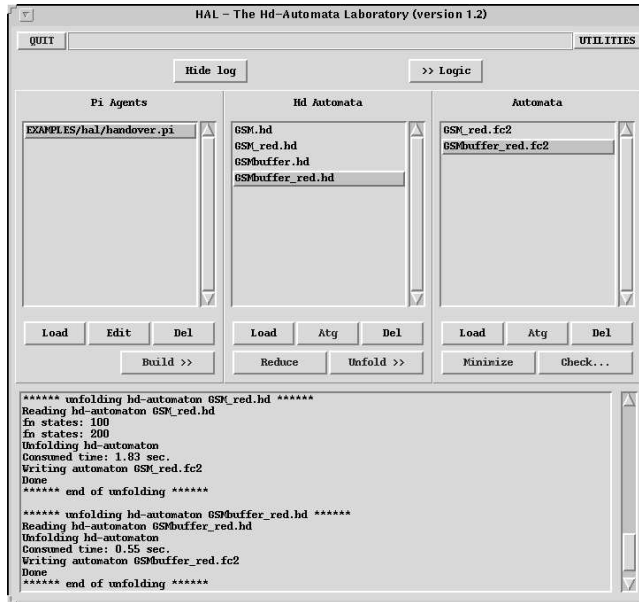 HAL - The Hd-Automata Laboratory (version 1.2)
QUIT
UTILITIES
Hide log
>> Logic
Pi Agents
EXAMPLES/hal/handover.pi
Load Edit Del
Build >>
Hd Automata
GSM.hd
GSM_red.hd
GSMbuffer.hd
GSMbuffer_red.hd
Load Atg Del
Reduce Unfold >>
Automata
GSM_red.fc2
GSMbuffer_red.fc2
Load Atg Del
Minimize Check...
****** unfolding hd-automaton GSM_red.hd ******
Reading hd-automaton GSM_red.hd
fn states: 100
fn states: 200
Unfolding hd-automaton
Consumed time: 1.83 sec.
Writing automaton GSM_red.fc2
Done
****** end of unfolding ******
****** unfolding hd-automaton GSMbuffer_red.hd ******
Reading hd-automaton GSMbuffer_red.hd
Unfolding hd-automaton
Consumed time: 0.55 sec.
Writing automaton GSMbuffer_red.fc2
Done
****** end of unfolding ******